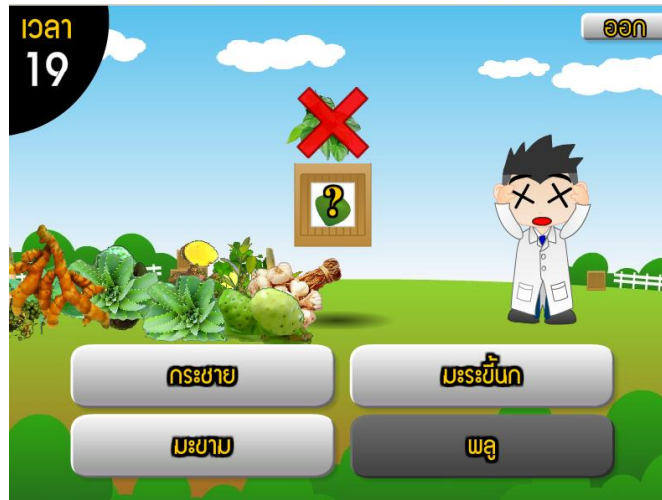 เวลา
19
ออก
?
กระชาย
มะระขี้นก
มะขาม
พลู